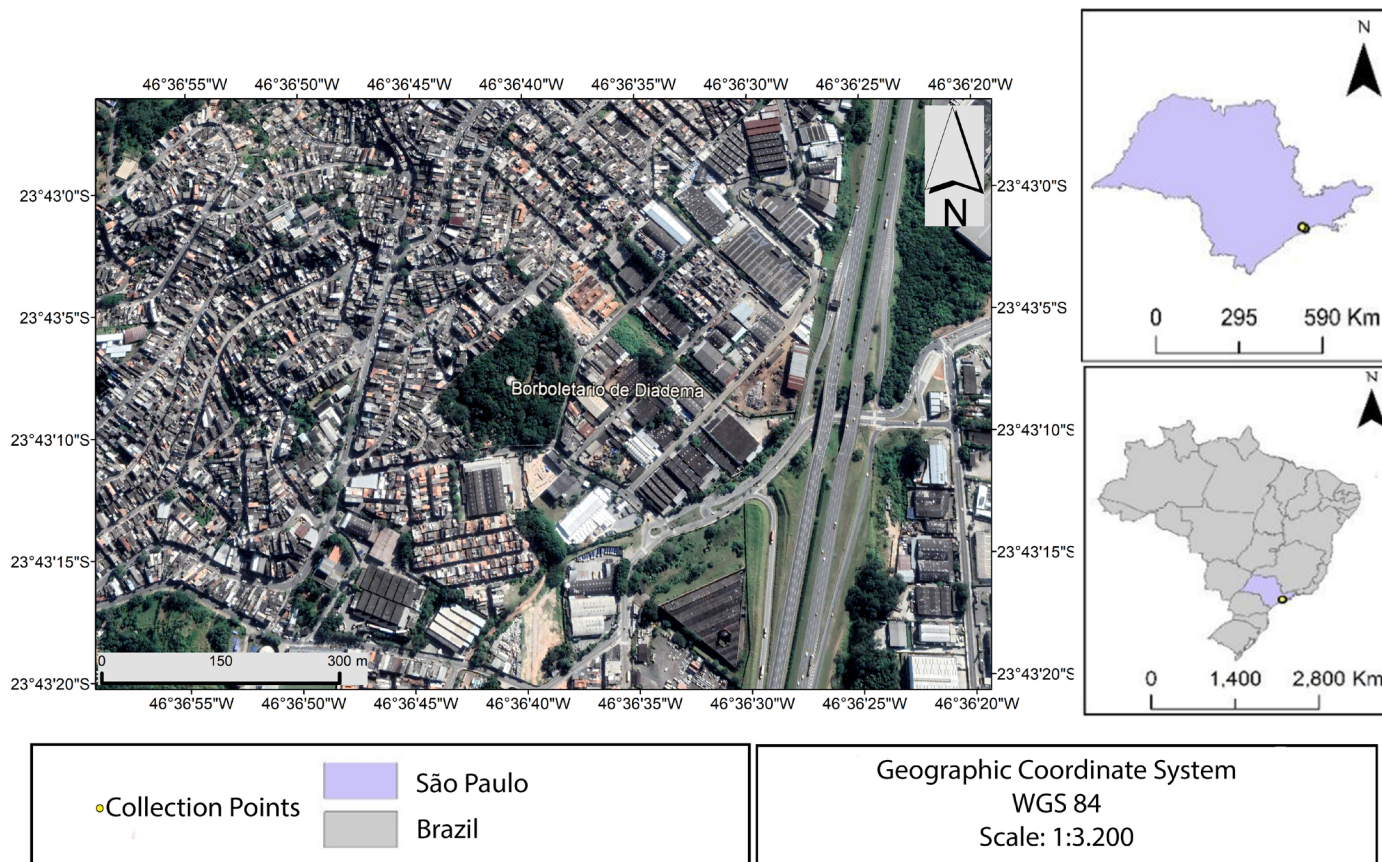 46°36'55"W 46°36'50"W 46°36'45"W 46°36'40"W 46°36'35"W 46°36'30"W 46°36'25"W 46°36'20"W
23°43'0"S 23°43'0"S
23°43'5"S 23°43'5"S
23°43'10"S 23°43'10"S
23°43'15"S 23°43'15"S
23°43'20"S 23°43'20"S
N
Borboletario de Diadema
0 150 300 m
46°36'55"W 46°36'50"W 46°36'45"W 46°36'40"W 46°36'35"W 46°36'30"W 46°36'25"W 46°36'20"W
N
0 295 590 Km
N
0 1,400 2,800 Km
Collection Points
São Paulo
Brazil
Geographic Coordinate System
WGS 84
Scale: 1:3.200